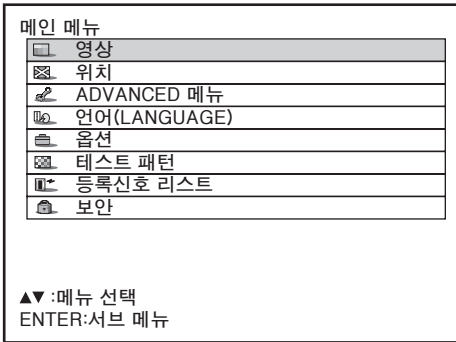 메인 메뉴
영상
위치
ADVANCED 메뉴
언어(LANGUAGE)
옵션
테스트 패턴
등록신호 리스트
보안
▲▼ :메뉴 선택
ENTER:서브 메뉴